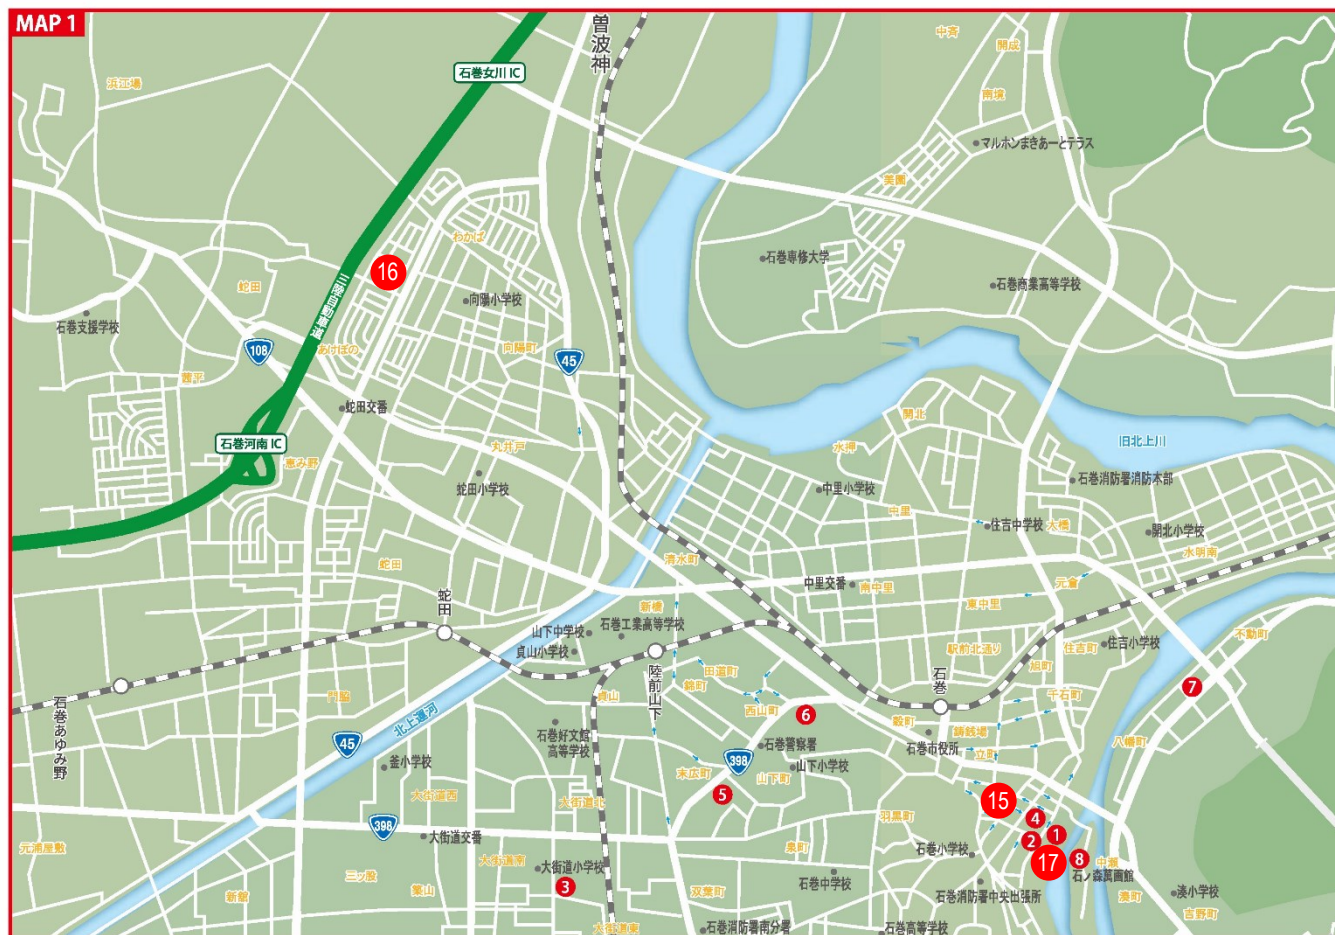 MAP 1
曽波神
石巻女川 IC
中斉
開成
浜江場
南境
マルホンまきあーとテラス
美園
わかば
石巻専修大学
16
蛇田
向陽小学校
石巻商業高等学校
三陸自動車道
石巻支援学校
108
あけぼの
向陽町
45
茜平
蛇田交番
開北
石巻河南 IC
旧北上川
丸井戸
水押
恵み野
蛇田小学校
石巻消防署消防本部
中里小学校
中里
住吉中学校
大橋
開北小学校
水明南
清水町
蛇田
中里交番
南中里
元倉
東中里
蛇田
新橋
山下中学校
石巻工業高等学校
不動町
貞山小学校
駅前北通り
住吉町
住吉小学校
旭町
田道町
石巻
陸前山下
錦町
貞山
千石町
7
門脇
西山町
6
穀町
石巻あゆみ野
北上運河
鋳銭場
石巻好文館
高等学校
石巻市役所
八幡町
45
石巻警察署
立町
釜小学校
398
山下小学校
末広町
山下町
5
大街道西
大街道北
15
羽黒町
4
398
大街道交番
2
1
元浦屋敷
泉町
石巻小学校
17
8
中瀬
大街道南
大街道小学校
石巻中学校
石ノ森萬画館
三ッ股
3
築山
双葉町
石巻消防署中央出張所
湊町
湊小学校
新舘
吉野町
大街道東
石巻消防署南分署
石巻高等学校